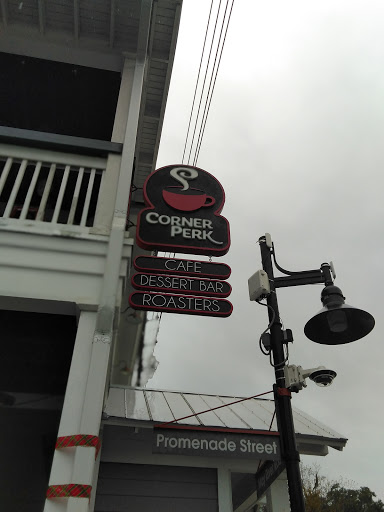 CORNER
PERK
CAFE
DESSERT BAR
ROASTERS
Promenade Street